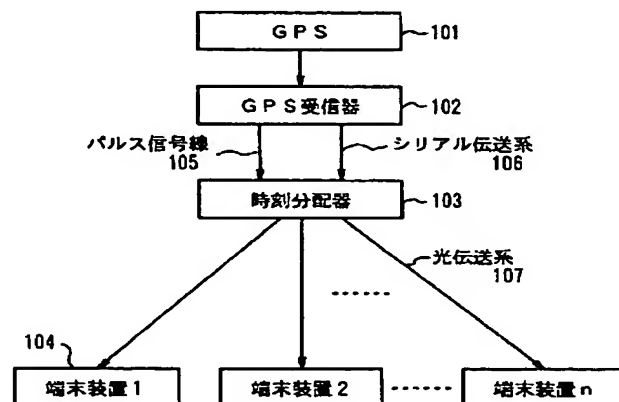 GPS
101
GPS受信器
102
パルス信号線
105
シリアル伝送系
106
時刻分配器
103
光伝送系
107
104
端末装置1
端末装置2
端末装置n